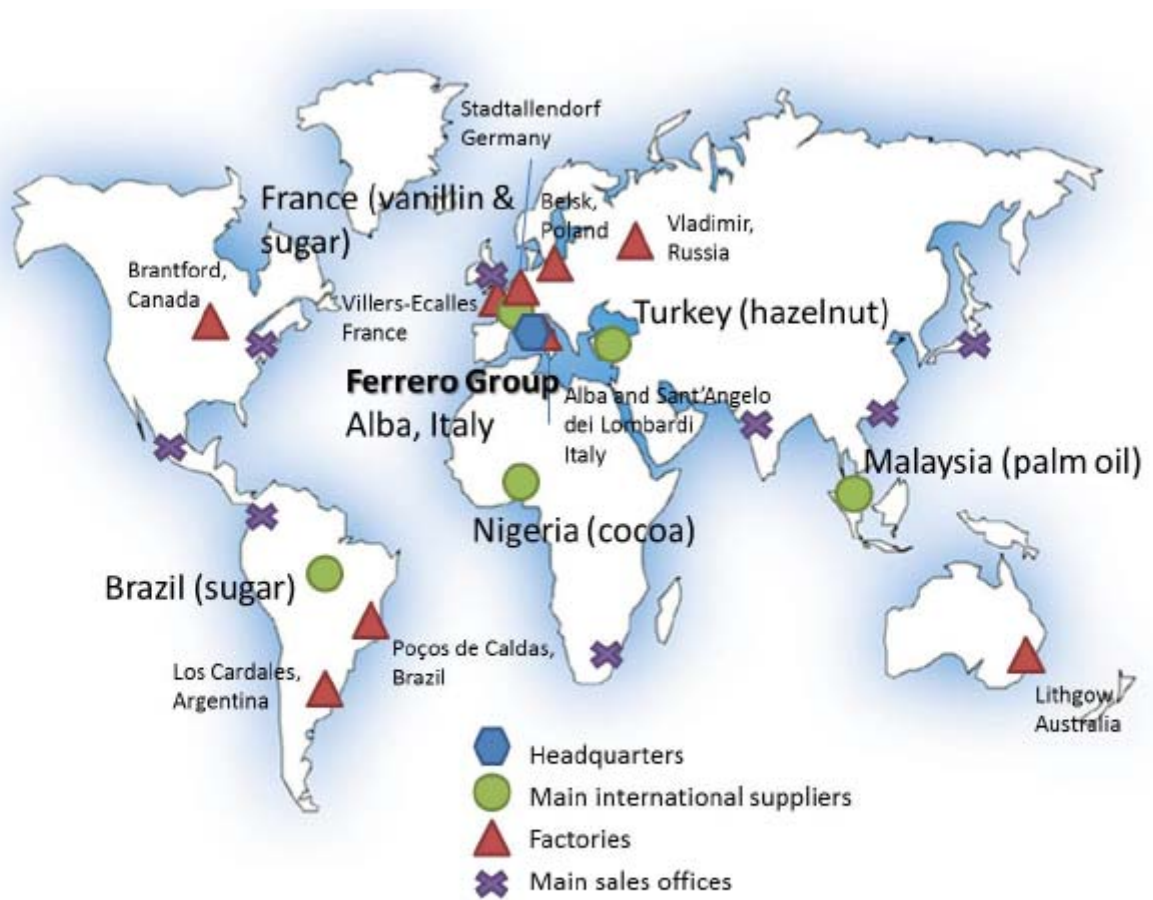 Stadtallendorf
Germany
France (vanillin &
sugar)
Belsk,
Poland
Vladimir,
Russia
Brantford,
Canada
Villers-Ecalles
France
Turkey (hazelnut)
Ferrero Group
Alba, Italy
Alba and Sant'Angelo
dei Lombardi
Italy
Malaysia (palm oil)
Nigeria (cocoa)
Brazil (sugar)
Poços de Caldas,
Brazil
Los Cardales,
Argentina
Lithgow
Australia
Headquarters
Main international suppliers
Factories
Main sales offices